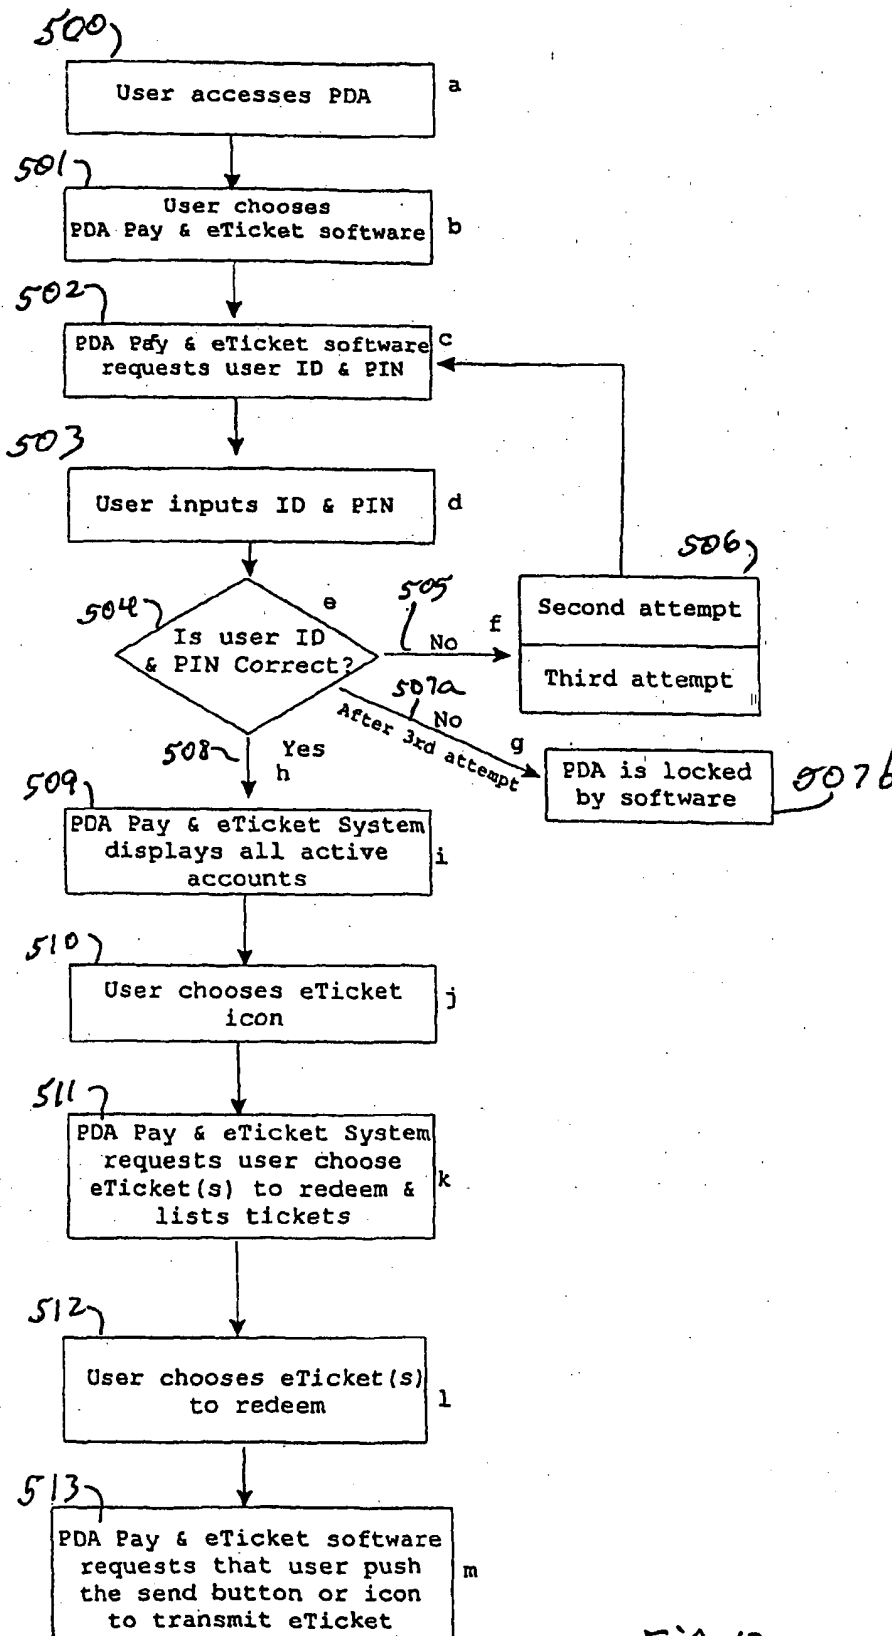 500
User accesses PDA
a
501
User chooses
PDA Pay & eTicket software
b
502
PDA Pay & eTicket software
requests user ID & PIN
c
503
User inputs ID & PIN
d
504
e
Is user ID
& PIN Correct?
505
No
f
506
Second attempt
Third attempt
507a
No
After 3rd attempt
g
PDA is locked
by software
507b
508
Yes
h
509
PDA Pay & eTicket System
displays all active
accounts
i
510
User chooses eTicket
icon
j
511
PDA Pay & eTicket System
requests user choose
eTicket(s) to redeem &
lists tickets
k
512
User chooses eTicket(s)
to redeem
l
513
PDA Pay & eTicket software
requests that user push
the send button or icon
to transmit eTicket
m